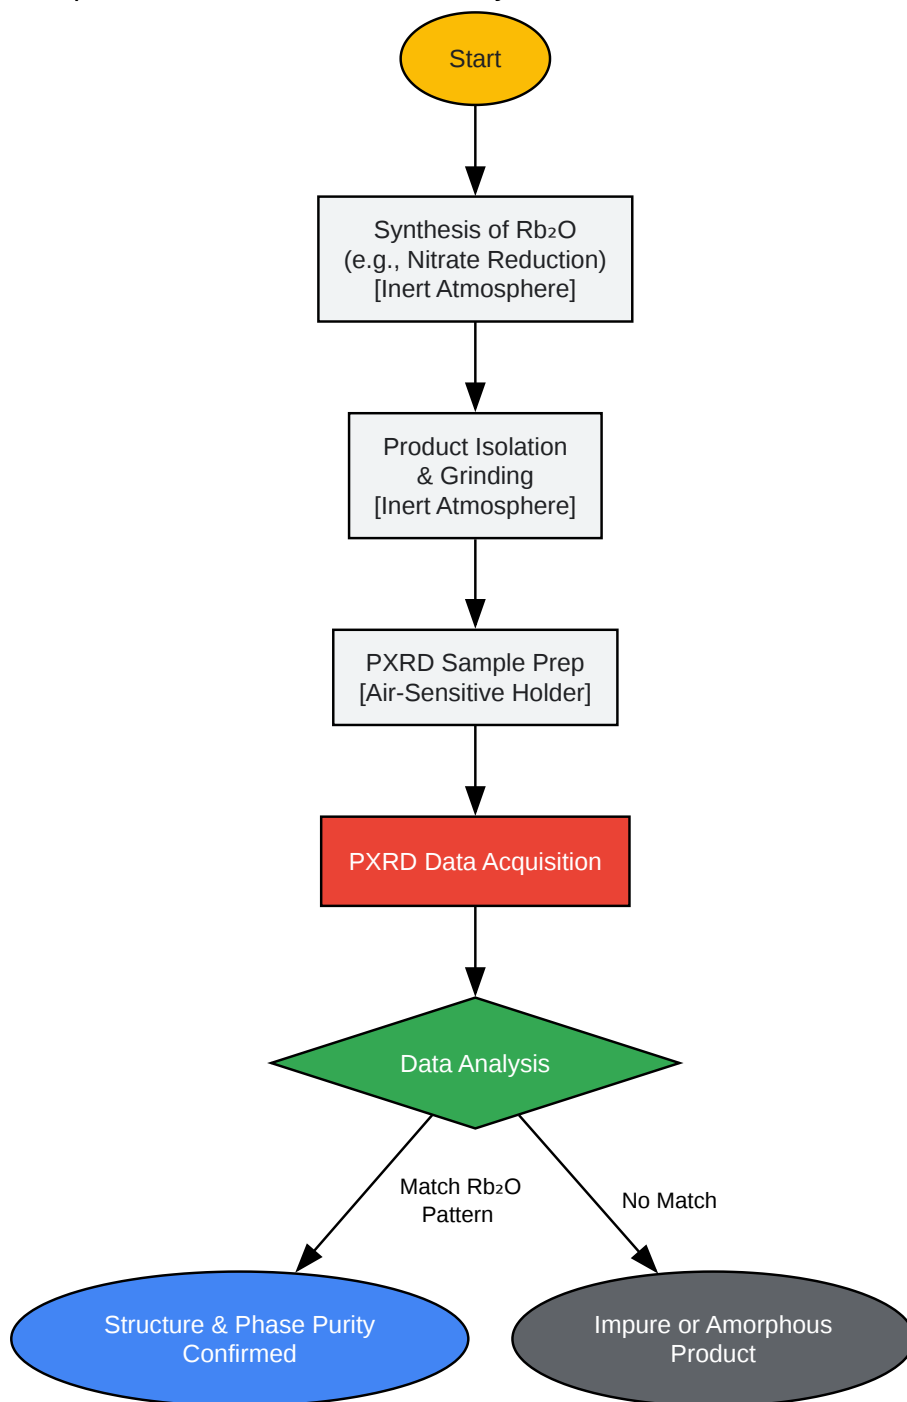 Start
Synthesis of Rb₂O
(e.g., Nitrate Reduction)
[Inert Atmosphere]
Product Isolation
& Grinding
[Inert Atmosphere]
PXRD Sample Prep
[Air-Sensitive Holder]
PXRD Data Acquisition
Data Analysis
Match Rb₂O
Pattern
No Match
Structure & Phase Purity
Confirmed
Impure or Amorphous
Product